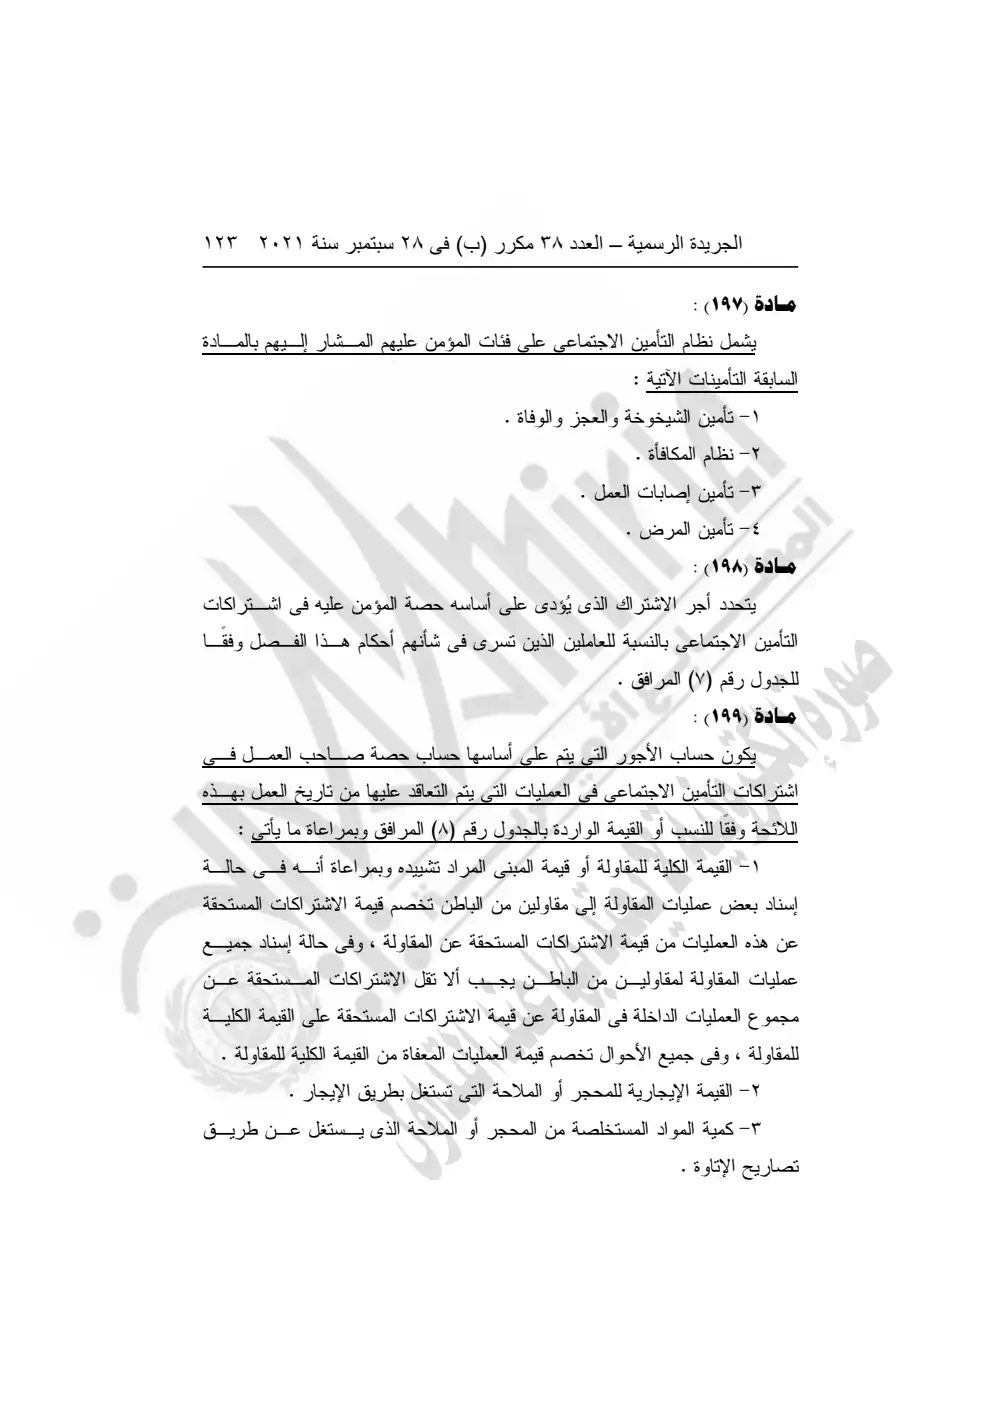 الجريدة الرسمية – العدد ٣٨ مكرر (ب) فى ٢٨ سبتمبر سنة ٢٠٢١ ١٢٣
مادة (١٩٧) :
يشمل نظام التأمين الاجتماعى على فئات المؤمن عليهم المشار إليهم بالمادة
السابقة التأمينات الآتية :
١- تأمين الشيخوخة والعجز والوفاة .
٢- نظام المكافأة .
٣- تأمين إصابات العمل .
٤- تأمين المرض .
مادة (١٩٨) :
يتحدد أجر الاشتراك الذى يُؤدى على أساسه حصة المؤمن عليه فى اشتراكات
التأمين الاجتماعى بالنسبة للعاملين الذين تسرى فى شأنهم أحكام هذا الفصل وفقًا
للجدول رقم (٧) المرافق .
مادة (١٩٩) :
يكون حساب الأجور التى يتم على أساسها حساب حصة صاحب العمل فى
اشتراكات التأمين الاجتماعى فى العمليات التى يتم التعاقد عليها من تاريخ العمل بهذه
اللائحة وفقًا للنسب أو القيمة الواردة بالجدول رقم (٨) المرافق وبمراعاة ما يأتى :
١- القيمة الكلية للمقاولة أو قيمة المبنى المراد تشييده وبمراعاة أنه فى حالة
إسناد بعض عمليات المقاولة إلى مقاولين من الباطن تخصم قيمة الاشتراكات المستحقة
عن هذه العمليات من قيمة الاشتراكات المستحقة عن المقاولة ، وفى حالة إسناد جميع
عمليات المقاولة لمقاولين من الباطن يجب ألا تقل الاشتراكات المستحقة عن
مجموع العمليات الداخلة فى المقاولة عن قيمة الاشتراكات المستحقة على القيمة الكلية
للمقاولة ، وفى جميع الأحوال تخصم قيمة العمليات المعفاة من القيمة الكلية للمقاولة .
٢- القيمة الإيجارية للمحجر أو الملاحة التى تستغل بطريق الإيجار .
٣- كمية المواد المستخلصة من المحجر أو الملاحة الذى يستغل عن طريق
تصاريح الإتاوة .